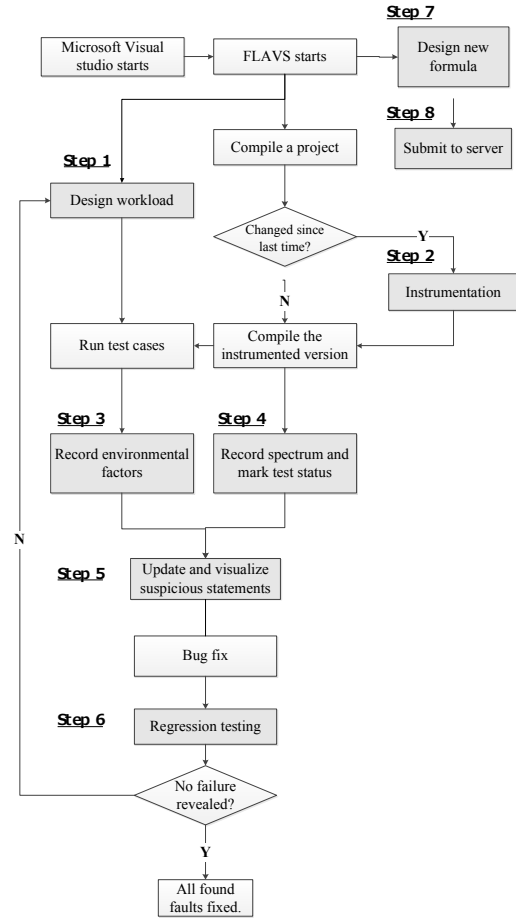 Step 7
Microsoft Visual
studio starts
FLAVS starts
Design new
formula
Step 8
Compile a project
Submit to server
Step 1
Design workload
Changed since
last time?
Y
Step 2
Instrumentation
N
Run test cases
Compile the
instrumented version
Step 3
Step 4
Record environmental
factors
Record spectrum and
mark test status
N
Step 5
Update and visualize
suspicious statements
Bug fix
Step 6
Regression testing
No failure
revealed?
Y
All found
faults fixed.